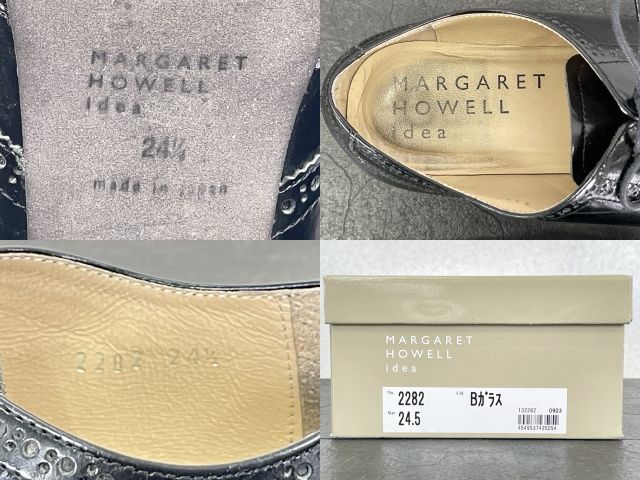 MARGARET
HOWELL
idea
24½
made in Japan
MARGARET
HOWELL
idea
2282 24½
MARGARET
HOWELL
idea
No. 2282 Col. Bガラス
Size 24.5
132282 0903
4549537435054